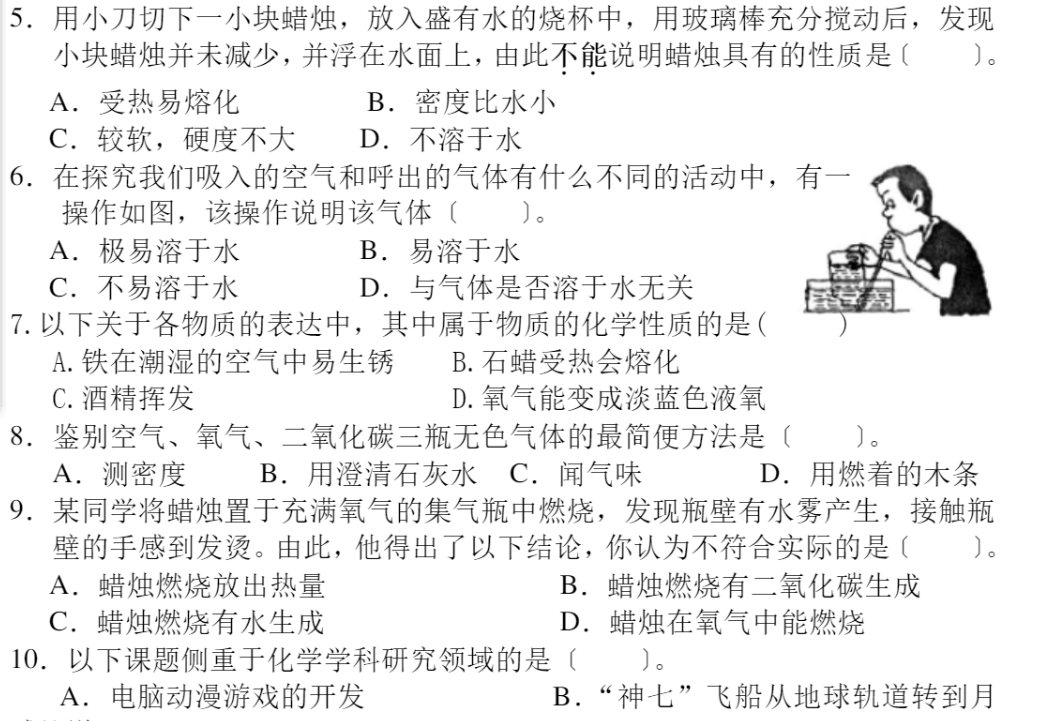 5．用小刀切下一小块蜡烛，放入盛有水的烧杯中，用玻璃棒充分搅动后，发现
小块蜡烛并未减少，并浮在水面上，由此不能说明蜡烛具有的性质是〔　　〕。
A．受热易熔化　　B．密度比水小
C．较软，硬度不大　　D．不溶于水
6．在探究我们吸入的空气和呼出的气体有什么不同的活动中，有一
操作如图，该操作说明该气体〔　　〕。
A．极易溶于水　　B．易溶于水
C．不易溶于水　　D．与气体是否溶于水无关
7.以下关于各物质的表达中，其中属于物质的化学性质的是(　　)
A.铁在潮湿的空气中易生锈　　B.石蜡受热会熔化
C.酒精挥发　　D.氧气能变成淡蓝色液氧
8．鉴别空气、氧气、二氧化碳三瓶无色气体的最简便方法是〔　　〕。
A．测密度　　B．用澄清石灰水　C．闻气味　　D．用燃着的木条
9．某同学将蜡烛置于充满氧气的集气瓶中燃烧，发现瓶壁有水雾产生，接触瓶
壁的手感到发烫。由此，他得出了以下结论，你认为不符合实际的是〔　　〕。
A．蜡烛燃烧放出热量　　B．蜡烛燃烧有二氧化碳生成
C．蜡烛燃烧有水生成　　D．蜡烛在氧气中能燃烧
10．以下课题侧重于化学学科研究领域的是〔　　〕。
A．电脑动漫游戏的开发　　B．“神七”飞船从地球轨道转到月